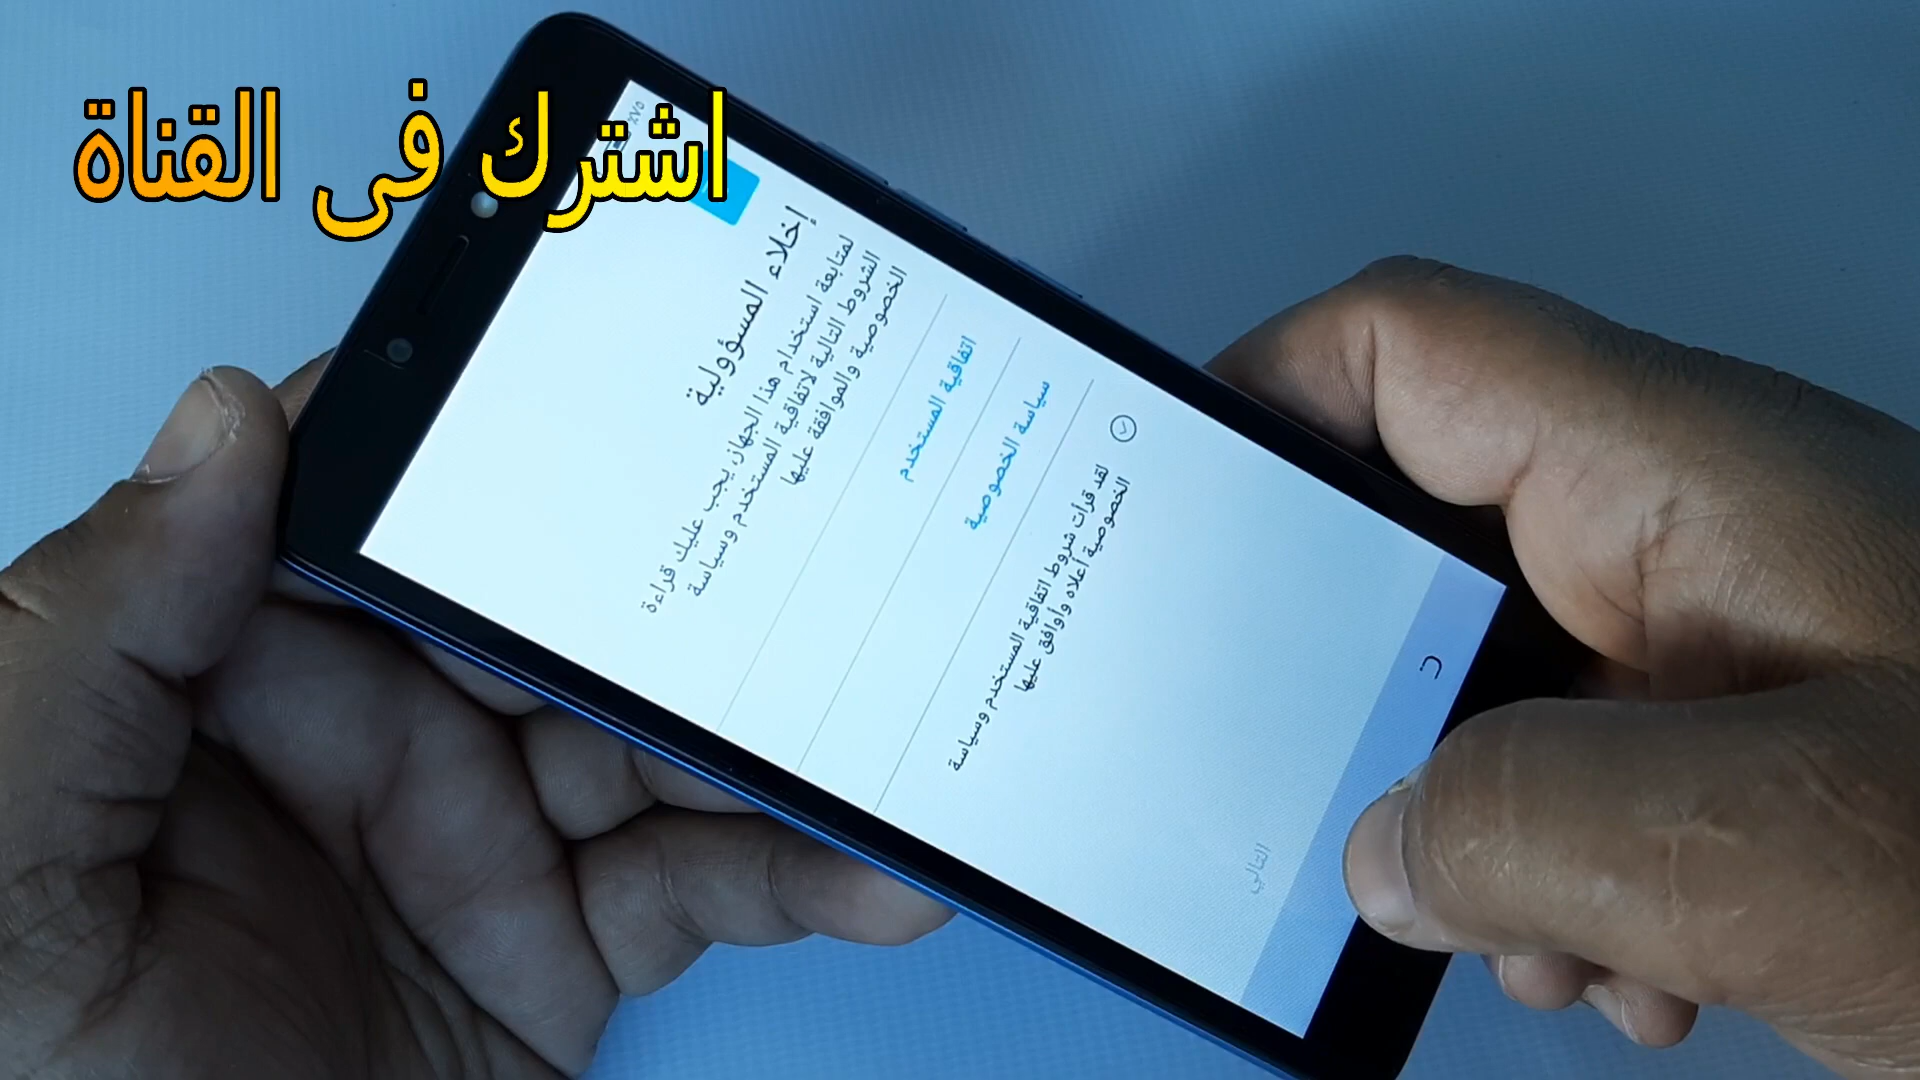 اشترك فى القناة
٪٧٥
إخلاء المسؤولية
لمتابعة استخدام هذا الجهاز، يجب عليك قراءة
الشروط التالية لاتفاقية المستخدم وسياسة
الخصوصية والموافقة عليها
اتفاقية المستخدم
سياسة الخصوصية
لقد قرأت شروط اتفاقية المستخدم وسياسة
الخصوصية أعلاه وأوافق عليها
التالي